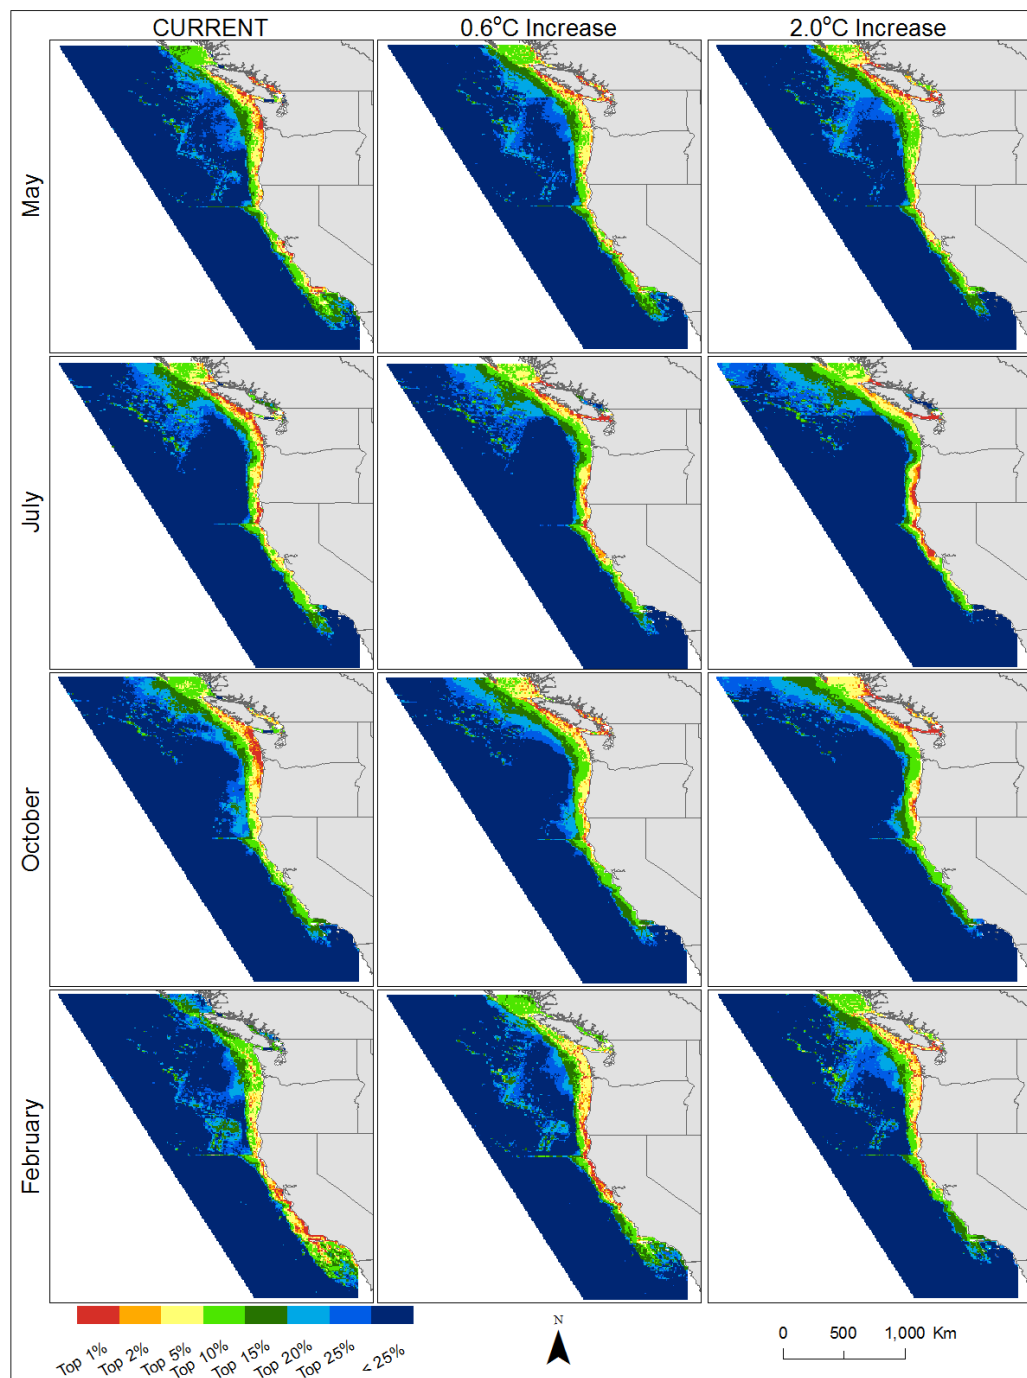 CURRENT
0.6°C Increase
2.0°C Increase
May
July
October
February
Top 1%
Top 2%
Top 5%
Top 10%
Top 15%
Top 20%
Top 25%
< 25%
N
0 500 1,000 Km